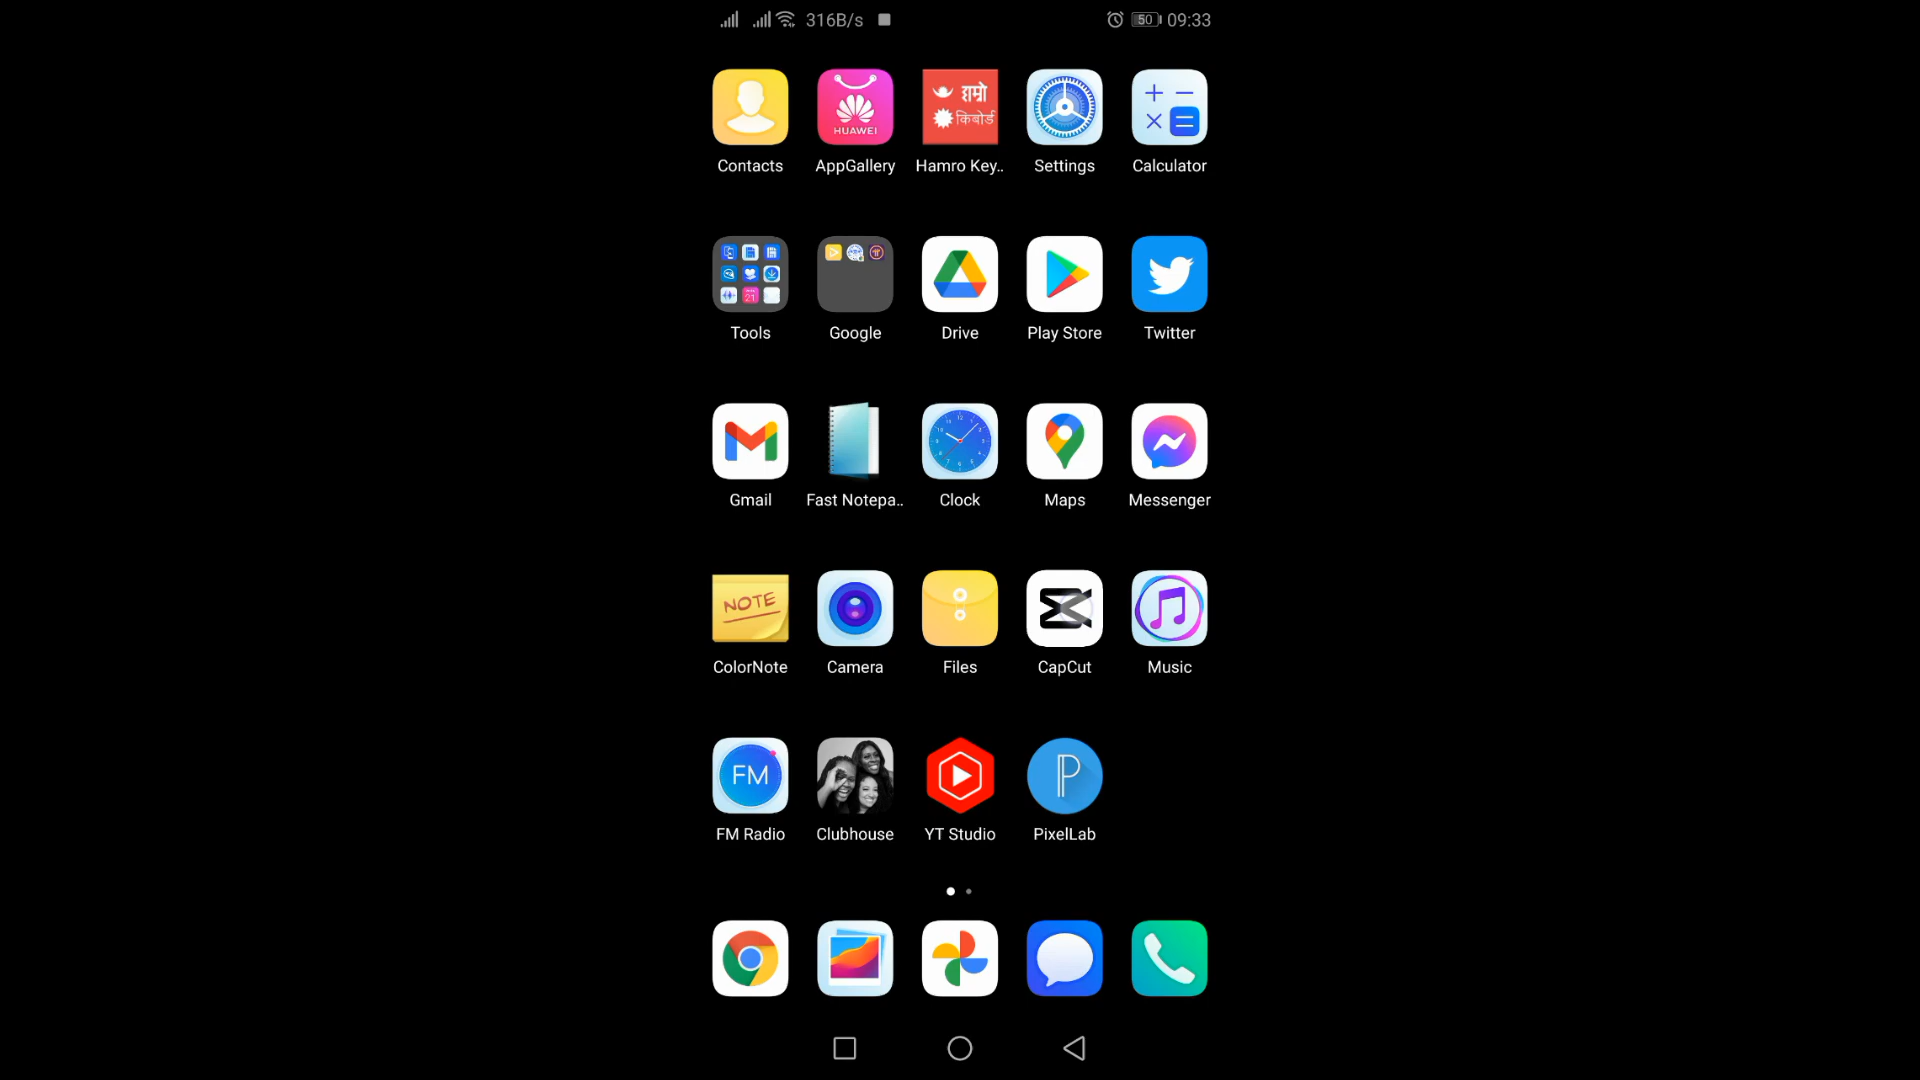 316B/s 50 09:33
HUAWEI
हाम्रो
किबोर्ड
Contacts AppGallery Hamro Key.. Settings Calculator
21
Tools Google Drive Play Store Twitter
Gmail Fast Notepa.. Clock Maps Messenger
NOTE
ColorNote Camera Files CapCut Music
FM
FM Radio Clubhouse YT Studio PixelLab